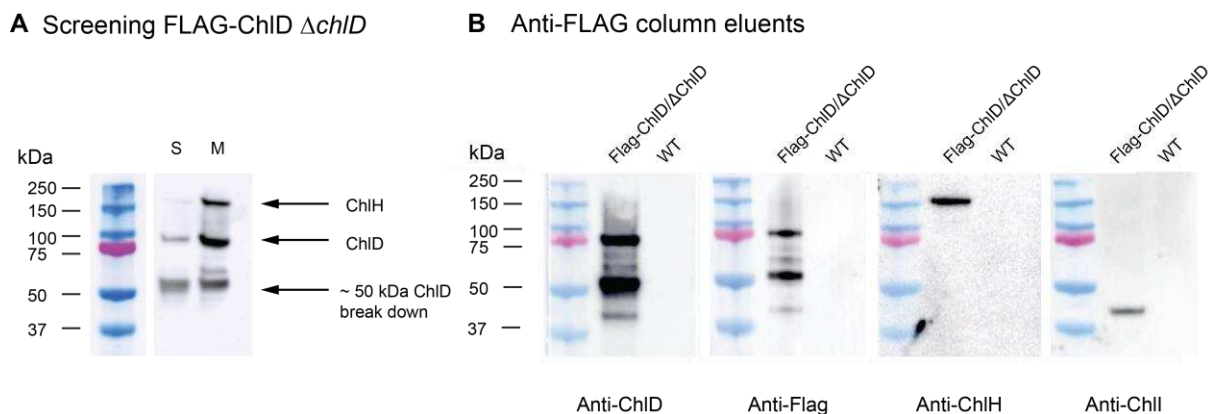 A Screening FLAG-ChlD ΔchlD
kDa
S M
250
150
100
75
50
37
ChlH
ChlD
~ 50 kDa ChlD
break down
B Anti-FLAG column eluents
kDa
250
150
100
75
50
37
Flag-ChlD/ΔChlD
WT
Flag-ChlD/ΔChlD
WT
Flag-ChlD/ΔChlD
WT
Flag-ChlD/ΔChlD
WT
Anti-ChlD
Anti-Flag
Anti-ChlH
Anti-ChlI